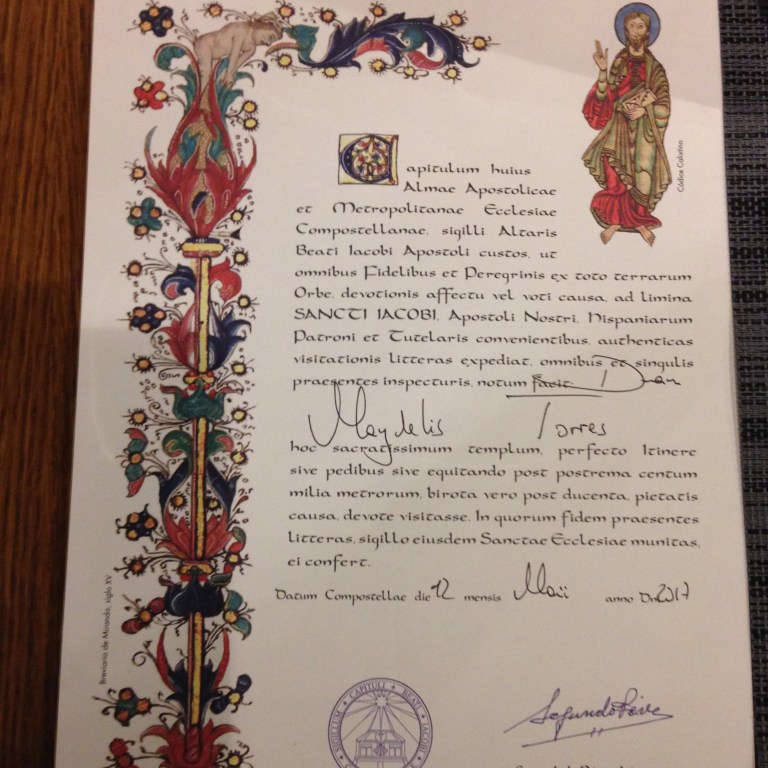 Códice Calixtino
Capitulum huius
Almae Apostolicae
et Metropolitanae Ecclesiae
Compostellanae, sigilli Altaris
Beati Iacobi Apostoli custos, ut
omnibus Fidelibus et Peregrinis ex toto terrarum
Orbe, devotionis affectu vel voti causa, ad limina
SANCTI IACOBI, Apostoli Nostri, Hispaniarum
Patroni et Tutelaris convenientibus, authenticas
visitationis litteras expediat, omnibus et singulis
praesentes inspecturis, notum facit:
Torres
hoc sacratissimum templum, perfecto Itinere
sive pedibus sive equitando post postrema centum
milia metrorum, birota vero post ducenta, pietatis
causa, devote visitasse. In quorum fidem praesentes
litteras, sigillo eiusdem Sanctae Ecclesiae munitas,
ei confert.
Datum Compostellae die 12 mensis Maii anno Dni 2017
Breviario de Miranda, siglo XV
SIGILLUM CAPITULI BEATI IACOBI